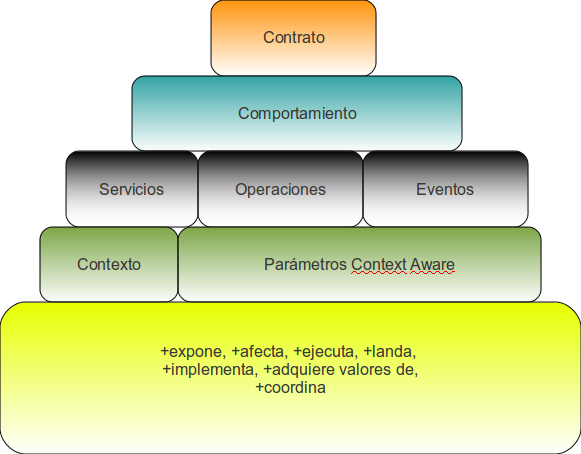 Contrato
Comportamiento
Servicios
Operaciones
Eventos
Contexto
Parámetros Context Aware
+expone, +afecta, +ejecuta, +landa,
+implementa, +adquiere valores de,
+coordina